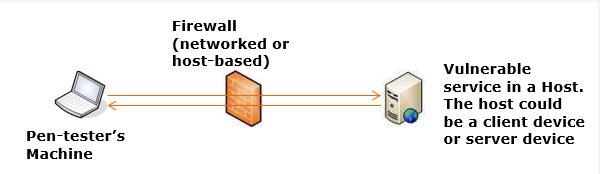 Firewall
(networked or
host-based)
Pen-tester's
Machine
Vulnerable
service in a Host.
The host could
be a client device
or server device